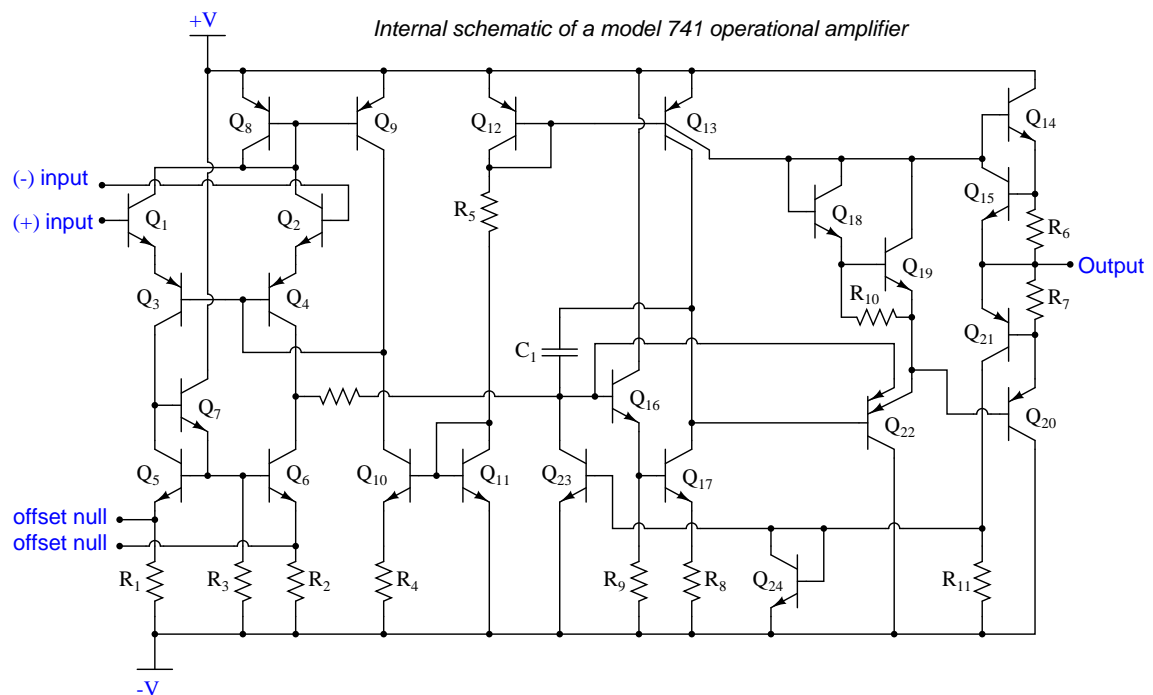 Internal schematic of a model 741 operational amplifier
+V
Q8
Q9
Q12
Q13
Q14
(-) input
(+) input
Q1
Q2
R5
Q15
Q18
R6
Q3
Q4
Q19
Output
R10
R7
C1
Q21
Q7
Q16
Q22
Q20
Q5
Q6
Q10
Q11
Q23
Q17
offset null
offset null
R1
R3
R2
R4
R9
R8
Q24
R11
-V